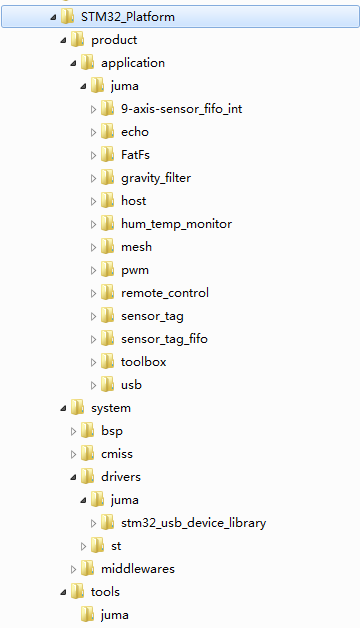 STM32_Platform
product
application
juma
9-axis-sensor_fifo_int
echo
FatFs
gravity_filter
host
hum_temp_monitor
mesh
pwm
remote_control
sensor_tag
sensor_tag_fifo
toolbox
usb
system
bsp
cmiss
drivers
juma
stm32_usb_device_library
st
middlewares
tools
juma